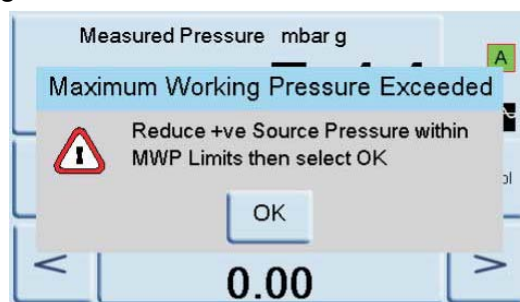 Measured Pressure mbar g
A
Maximum Working Pressure Exceeded
Reduce +ve Source Pressure within
MWP Limits then select OK
OK
<
0.00
>